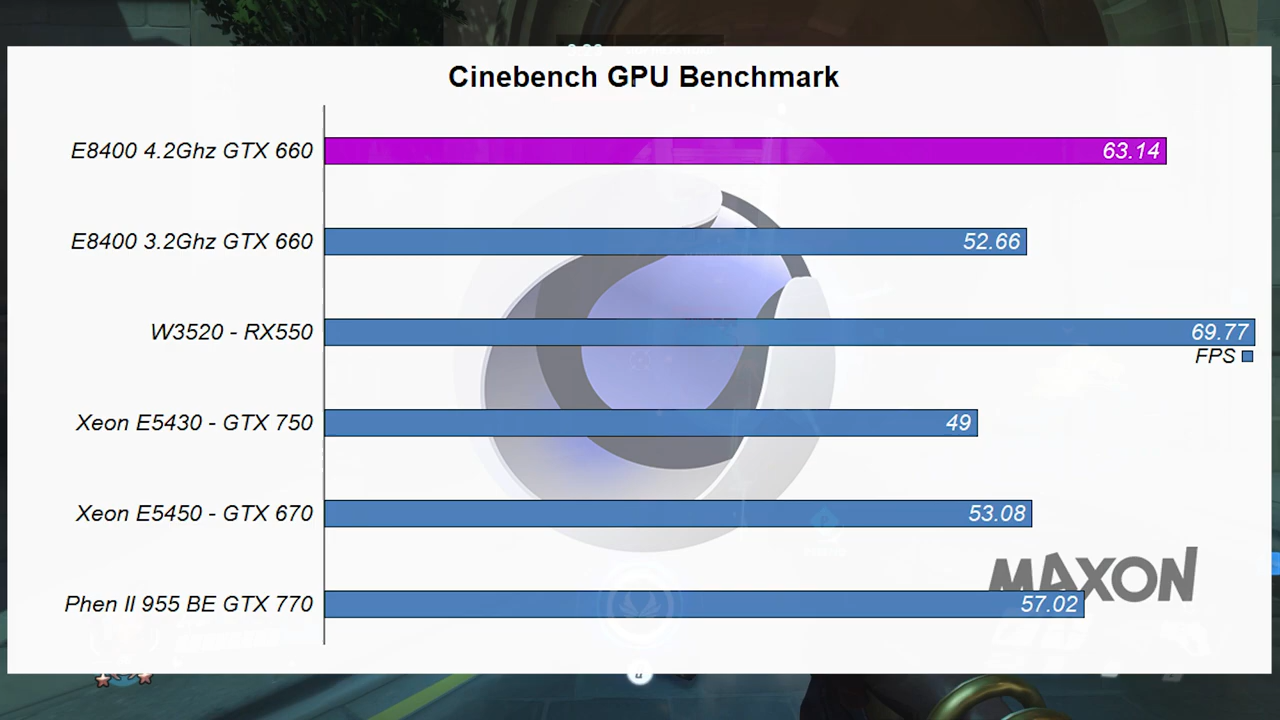 Cinebench GPU Benchmark
E8400 4.2Ghz GTX 660
63.14
E8400 3.2Ghz GTX 660
52.66
W3520 - RX550
69.77
FPS
Xeon E5430 - GTX 750
49
Xeon E5450 - GTX 670
53.08
MAXON
Phen II 955 BE GTX 770
57.02